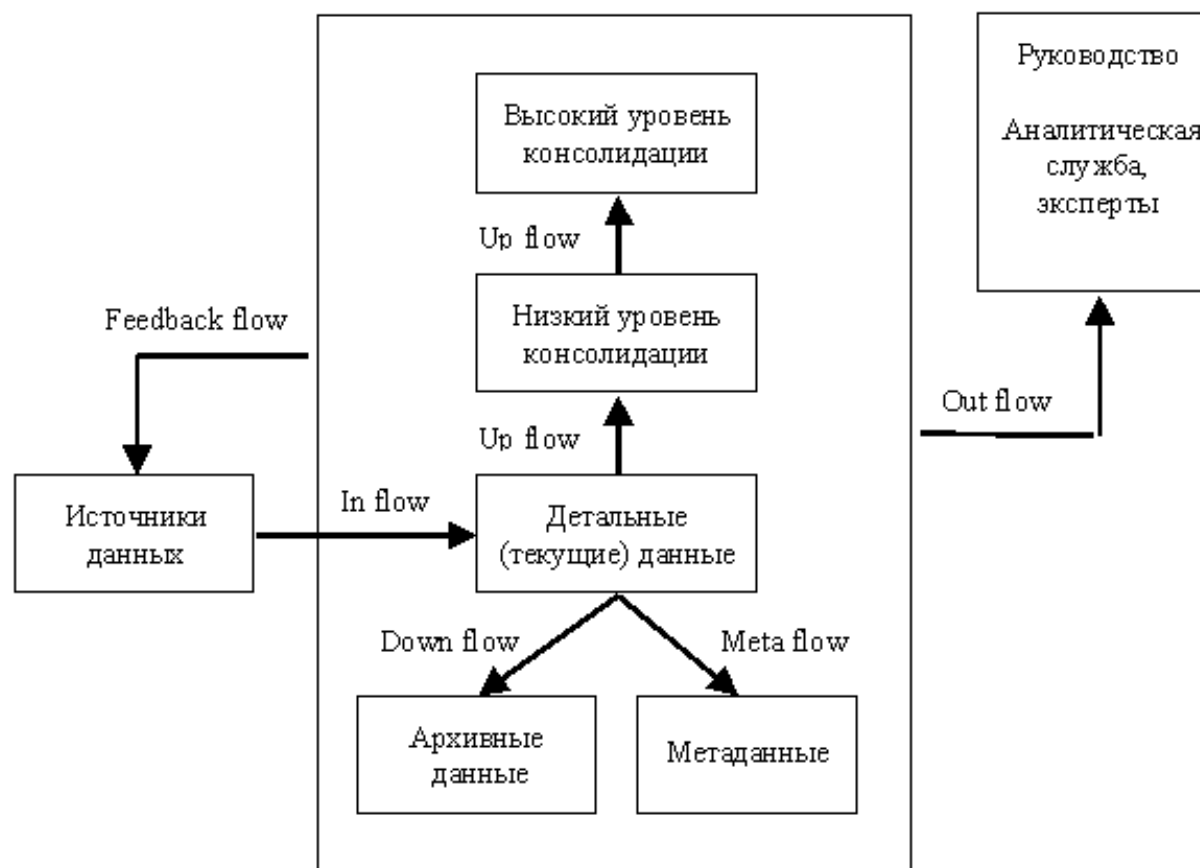 Руководство
Аналитическая
служба,
эксперты
Высокий уровень
консолидации
Up flow
Низкий уровень
консолидации
Feedback flow
Out flow
Up flow
Источники
данных
In flow
Детальные
(текущие) данные
Down flow
Meta flow
Архивные
данные
Метаданные